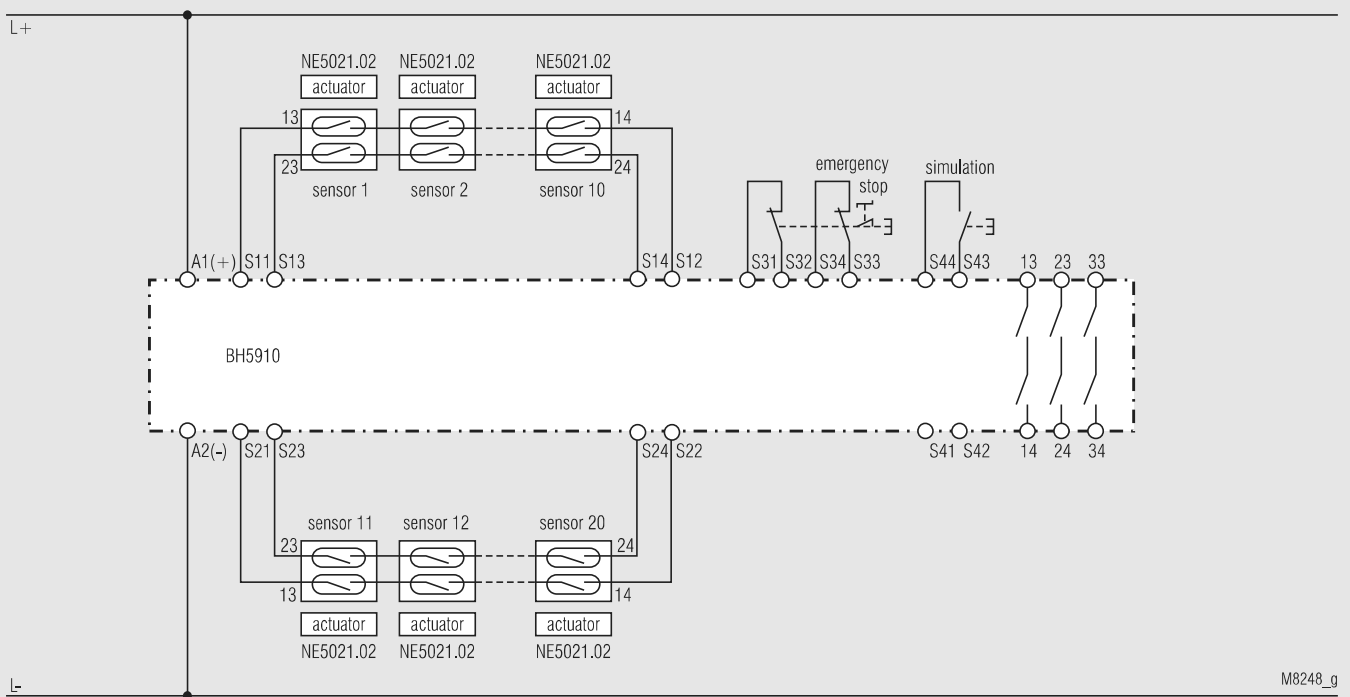 L+
NE5021.02 NE5021.02 NE5021.02
actuator actuator actuator
13 14
23 24
sensor 1 sensor 2 sensor 10
emergency
stop
simulation
A1(+) S11 S13 S14 S12 S31 S32 S34 S33 S44 S43 13 23 33
BH5910
A2(-) S21 S23 S24 S22 S41 S42 14 24 34
sensor 11 sensor 12 sensor 20
23 24
13 14
actuator actuator actuator
NE5021.02 NE5021.02 NE5021.02
L-
M8248_g